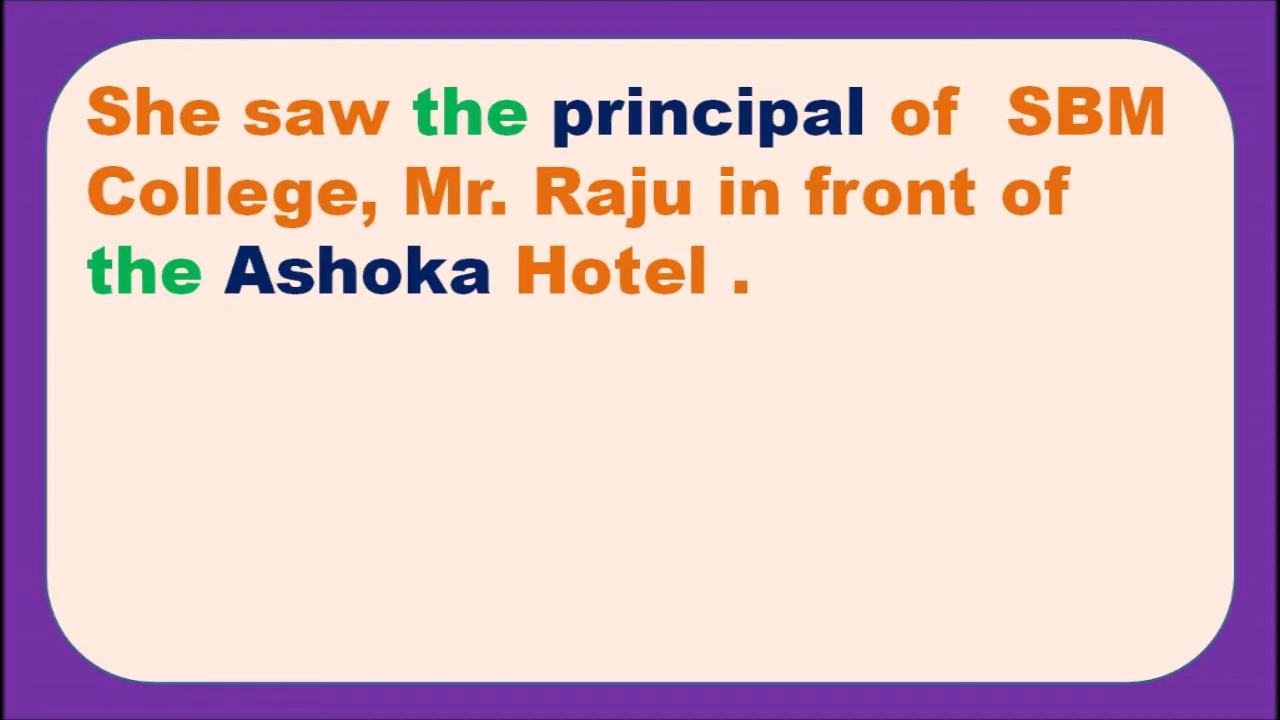 She saw the principal of  SBM
College, Mr. Raju in front of
the Ashoka Hotel .